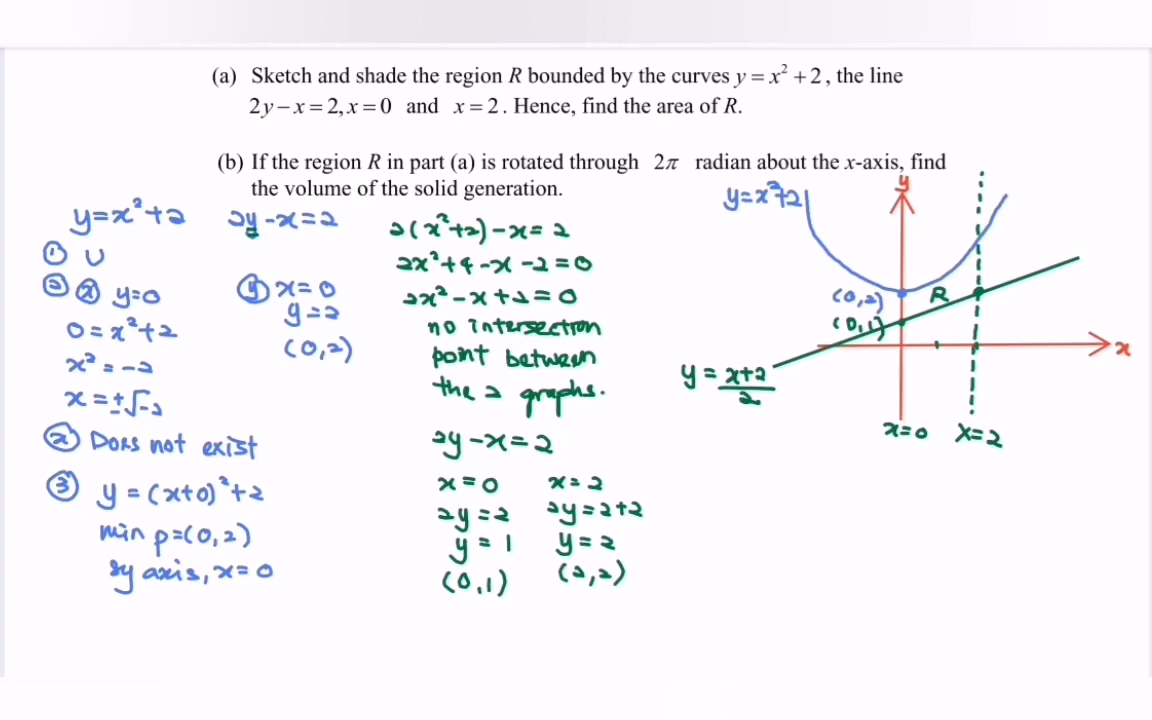 (a) Sketch and shade the region R bounded by the curves y = x² + 2, the line
2y − x = 2, x = 0 and x = 2. Hence, find the area of R.
(b) If the region R in part (a) is rotated through 2π radian about the x-axis, find
the volume of the solid generation.
y=x²+2
① U
② ⓧ y=0
0=x²+2
x²=-2
x=±√-2
ⓧ Does not exist
③ y=(x+0)²+2
min p=(0,2)
sy axis, x=0
2y-x=2
ⓨ x=0
y=2
(0,2)
2(x²+2)-x=2
2x²+4-x-2=0
2x²-x+2=0
no intersection
point between
the 2 graphs.
2y-x=2
x=0
2y=2
y=1
(0,1)
x=2
2y=2+2
y=2
(2,2)
y=x²+2
y
(0,2)
R
(0,1)
x
y=x+2/2
x=0
x=2